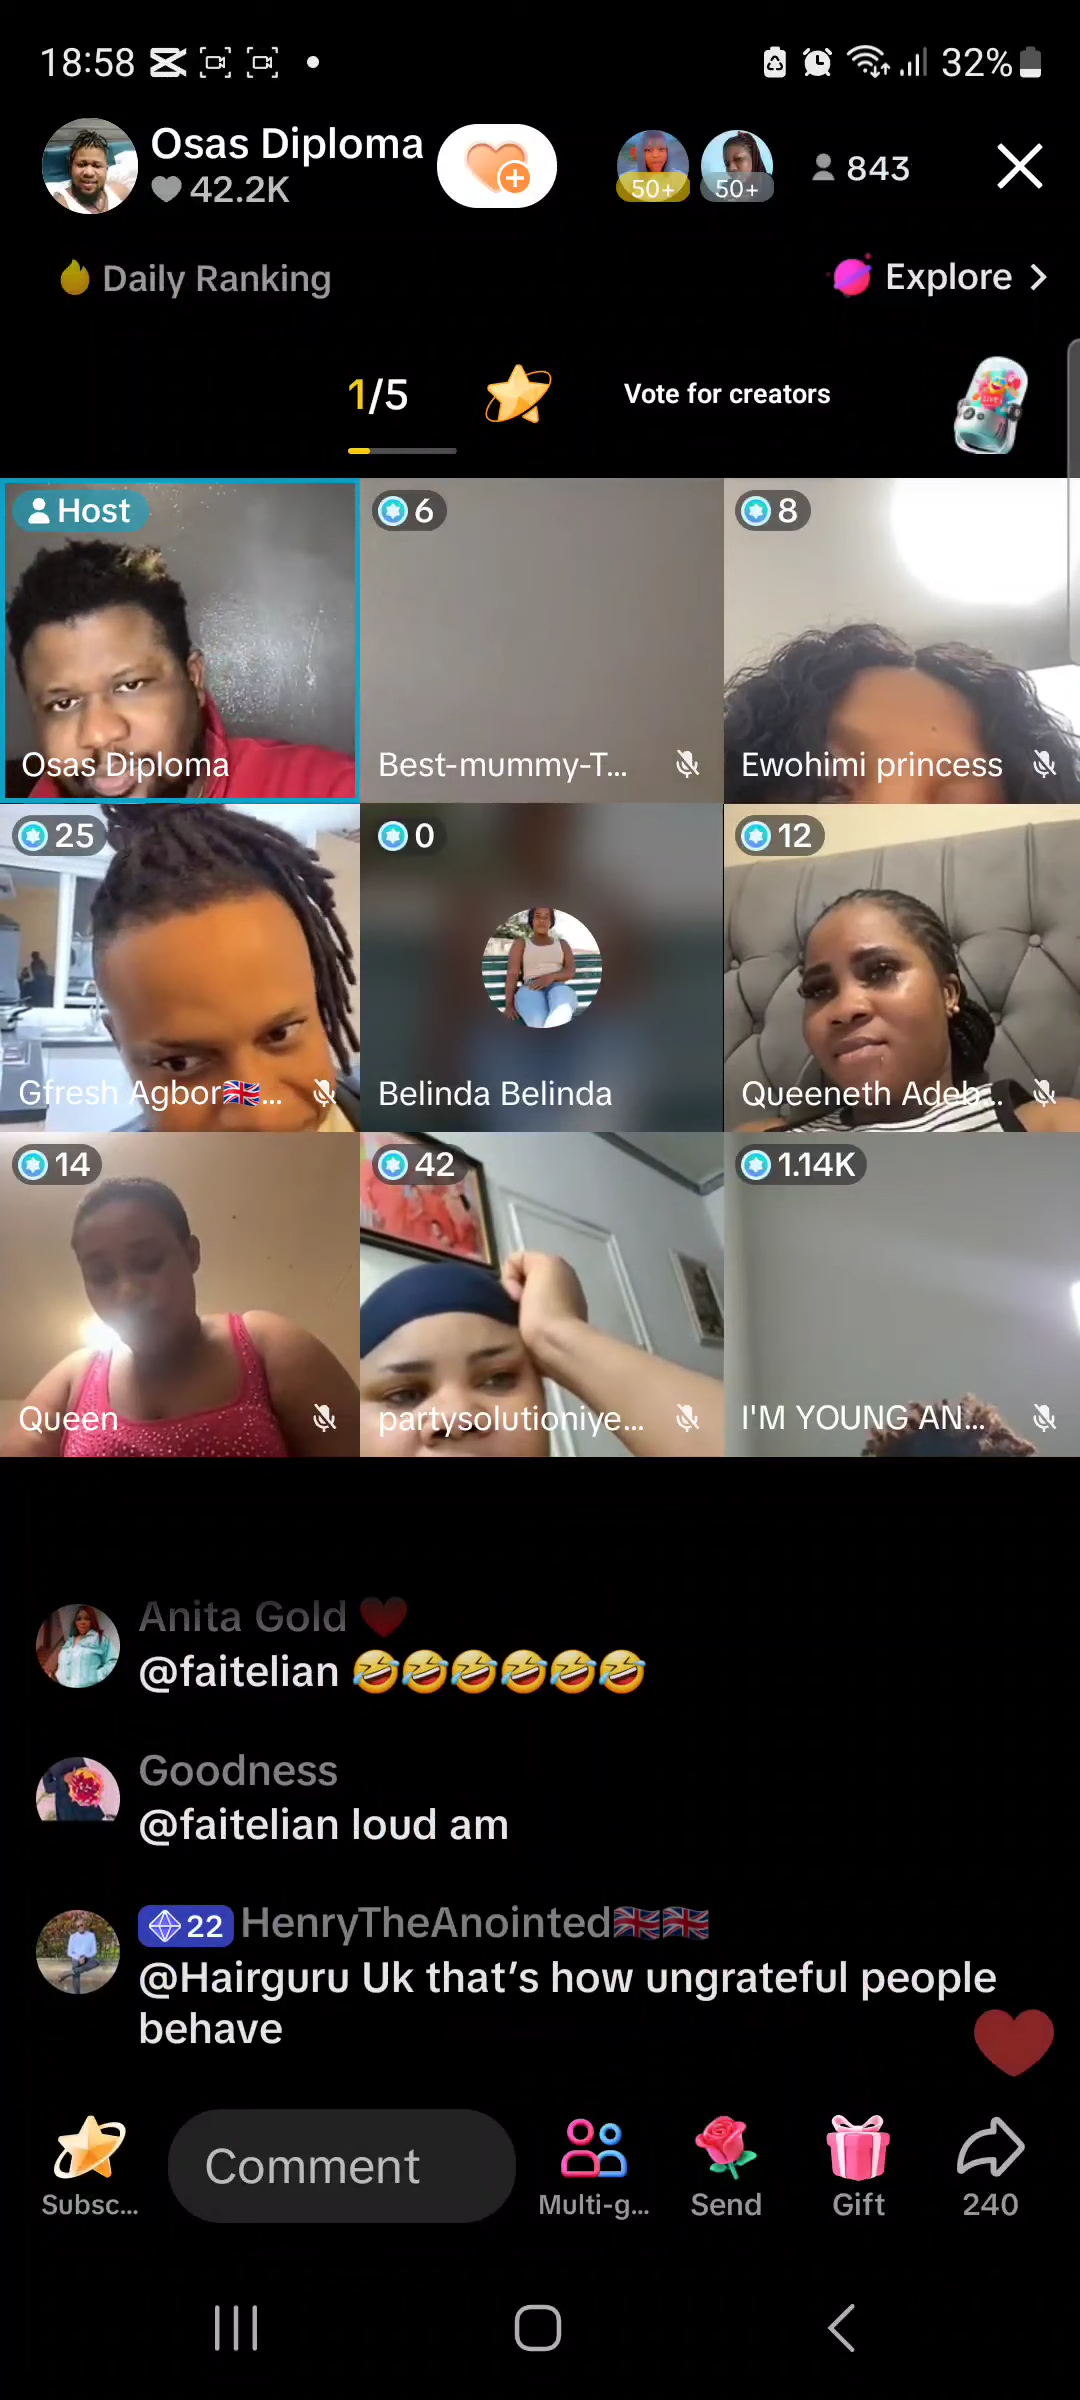 18:58
32%
Osas Diploma
42.2K
50+
50+
843
Daily Ranking
Explore
1/5
Vote for creators
LIVE
Host
6
8
Osas Diploma
Best-mummy-T...
Ewohimi princess
25
0
12
Gfresh Agbor🇬🇧...
Belinda Belinda
Queeneth Adeb...
14
42
1.14K
Queen
partysolutioniye...
I'M YOUNG AN...
Anita Gold ❤️
@faitelian 🤣🤣🤣🤣🤣🤣
Goodness
@faitelian loud am
22 HenryTheAnointed🇬🇧🇬🇧
@Hairguru Uk that's how ungrateful people
behave
Comment
Subsc...
Multi-g...
Send
Gift
240